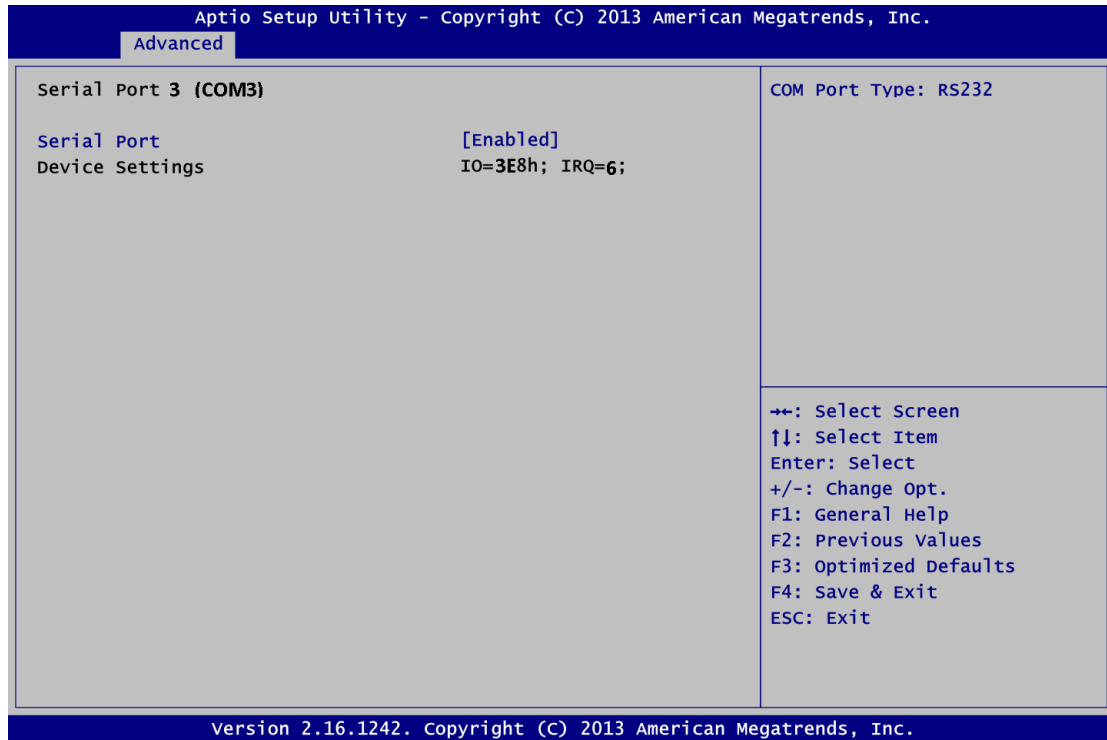 Aptio Setup Utility - Copyright (C) 2013 American Megatrends, Inc.
Advanced
Serial Port 3 (COM3)
Serial Port [Enabled]
Device Settings IO=3E8h; IRQ=6;
COM Port Type: RS232
→←: Select Screen
↑↓: Select Item
Enter: Select
+/-: Change Opt.
F1: General Help
F2: Previous Values
F3: Optimized Defaults
F4: Save & Exit
ESC: Exit
Version 2.16.1242. Copyright (C) 2013 American Megatrends, Inc.